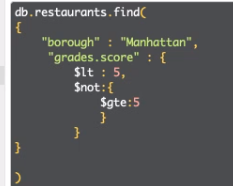 db.restaurants.find(
{
"borough" : "Manhattan",
"grades.score" : {
$lt : 5,
$not:{
$gte:5
}
}
}
)